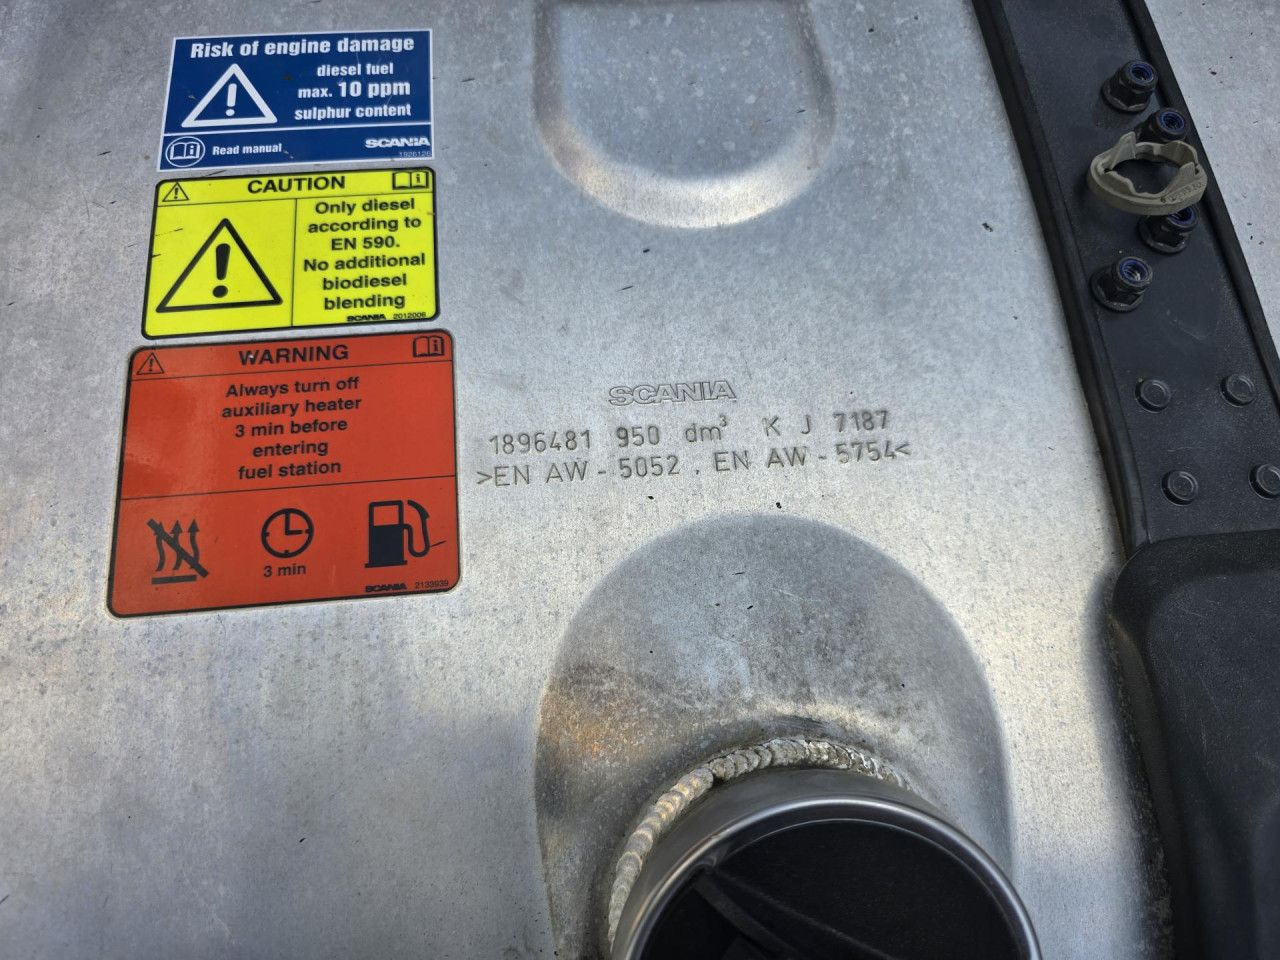 Risk of engine damage
diesel fuel
max. 10 ppm
sulphur content
Read manual
SCANIA
1926126
CAUTION
Only diesel
according to
EN 590.
No additional
biodiesel
blending
SCANIA 2012006
WARNING
Always turn off
auxiliary heater
3 min before
entering
fuel station
3 min
SCANIA 2133939
SCANIA
1896481 950 dm³ K J 7187
>EN AW - 5052 , EN AW - 5754<